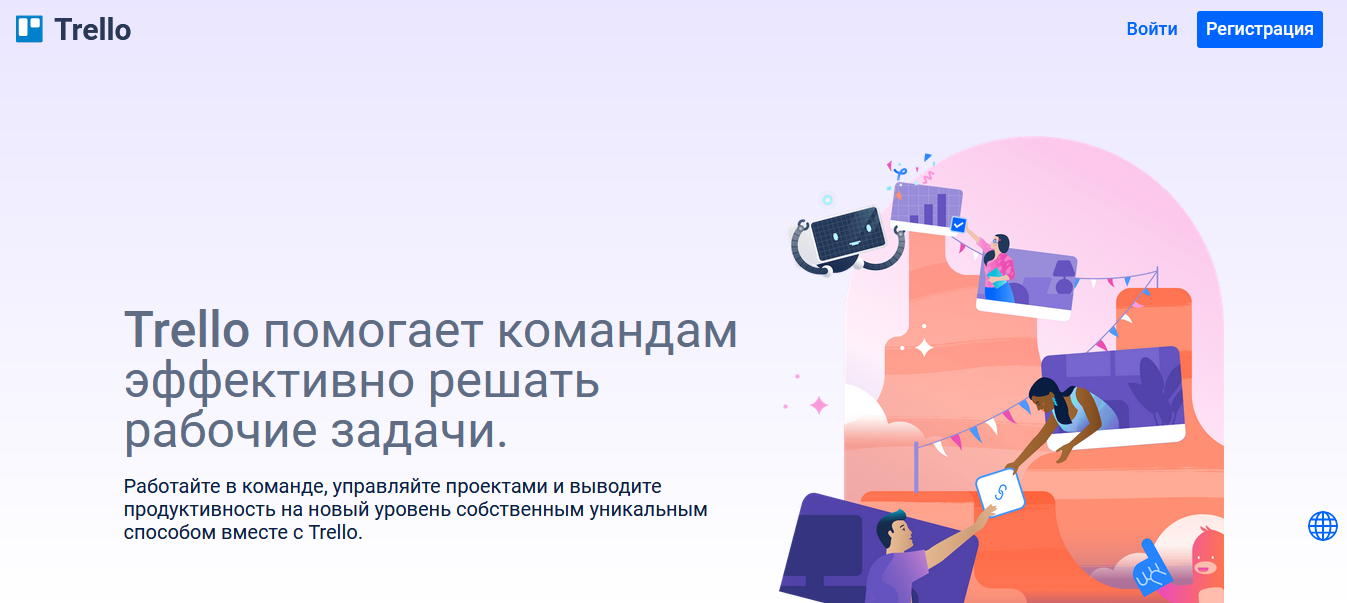 Trello
Войти
Регистрация
Trello помогает командам
эффективно решать
рабочие задачи.
Работайте в команде, управляйте проектами и выводите
продуктивность на новый уровень собственным уникальным
способом вместе с Trello.